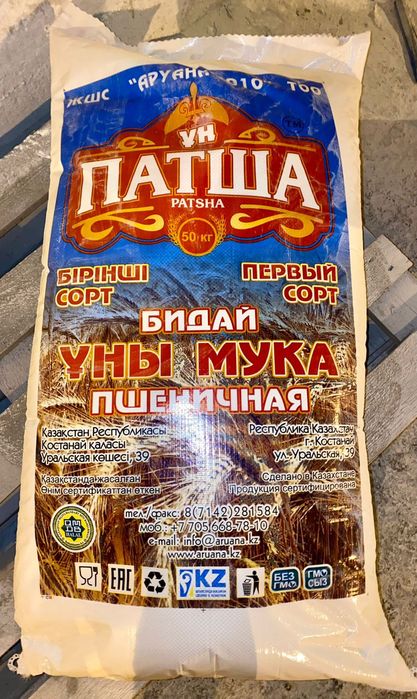 ЖШС "АРУАНА 2010" ТОО
ТМ
ҰН
ПАТША
PATSHA
50 кг
БІРІНШІ СОРТ
ПЕРВЫЙ СОРТ
БИДАЙ
ҰНЫ МУКА
ПШЕНИЧНАЯ
Қазақстан Республикасы
Қостанай қаласы
Уральская көшесі, 39
Қазақстанда жасалған
Өнім сертификаттан өткен
Республика Казахстан
г. Костанай
ул. Уральская, 39
Сделано в Казахстане
Продукция сертифицирована
тел./факс: 8(7142)281584
моб.: +7 705 668-78-10
e-mail: info@aruana.kz
www.aruana.kz
HALAL
EAC
KZ
БЕЗ ГМО
ГМО СЫЗ